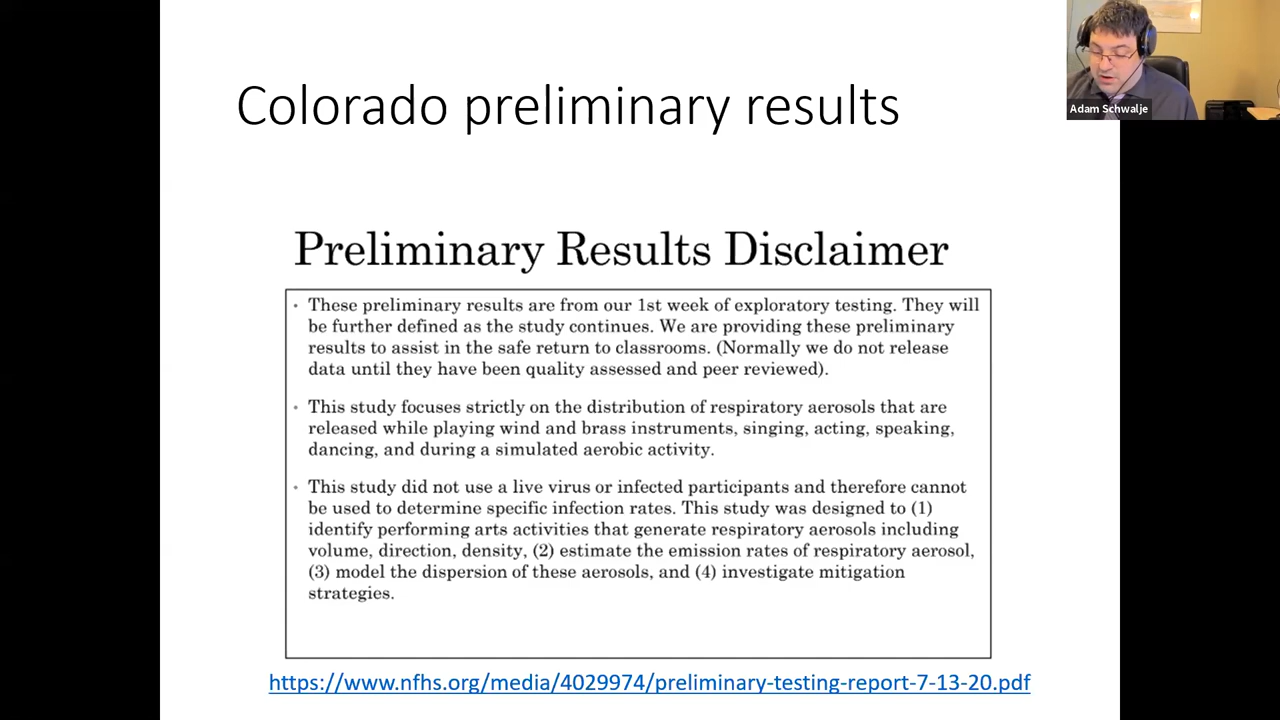 Adam Schwalje
Colorado preliminary results
Preliminary Results Disclaimer
• These preliminary results are from our 1st week of exploratory testing. They will
be further defined as the study continues. We are providing these preliminary
results to assist in the safe return to classrooms. (Normally we do not release
data until they have been quality assessed and peer reviewed).
• This study focuses strictly on the distribution of respiratory aerosols that are
released while playing wind and brass instruments, singing, acting, speaking,
dancing, and during a simulated aerobic activity.
• This study did not use a live virus or infected participants and therefore cannot
be used to determine specific infection rates. This study was designed to (1)
identify performing arts activities that generate respiratory aerosols including
volume, direction, density, (2) estimate the emission rates of respiratory aerosol,
(3) model the dispersion of these aerosols, and (4) investigate mitigation
strategies.
https://www.nfhs.org/media/4029974/preliminary-testing-report-7-13-20.pdf